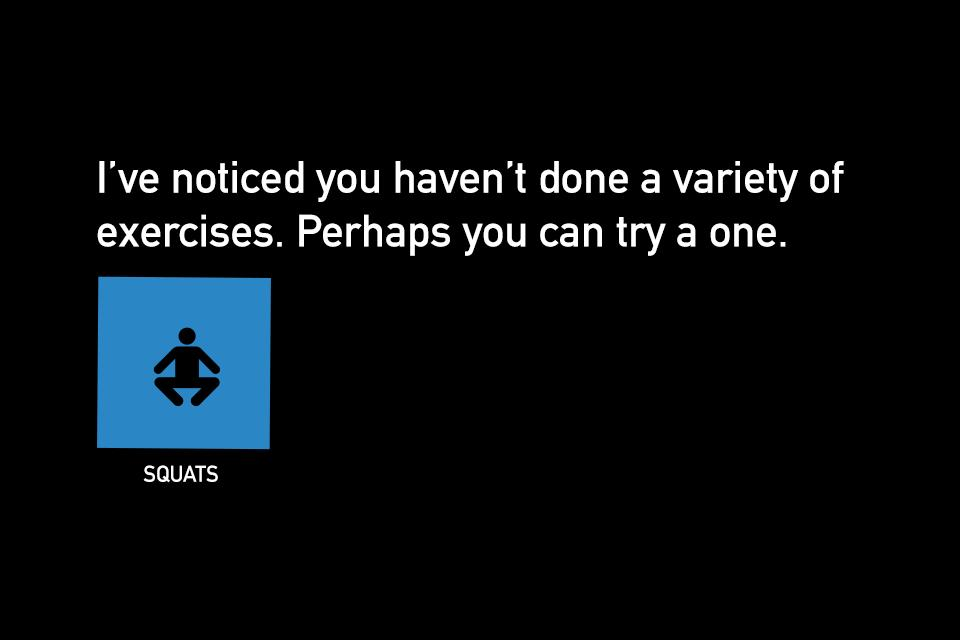 I've noticed you haven't done a variety of
exercises. Perhaps you can try a one.
SQUATS